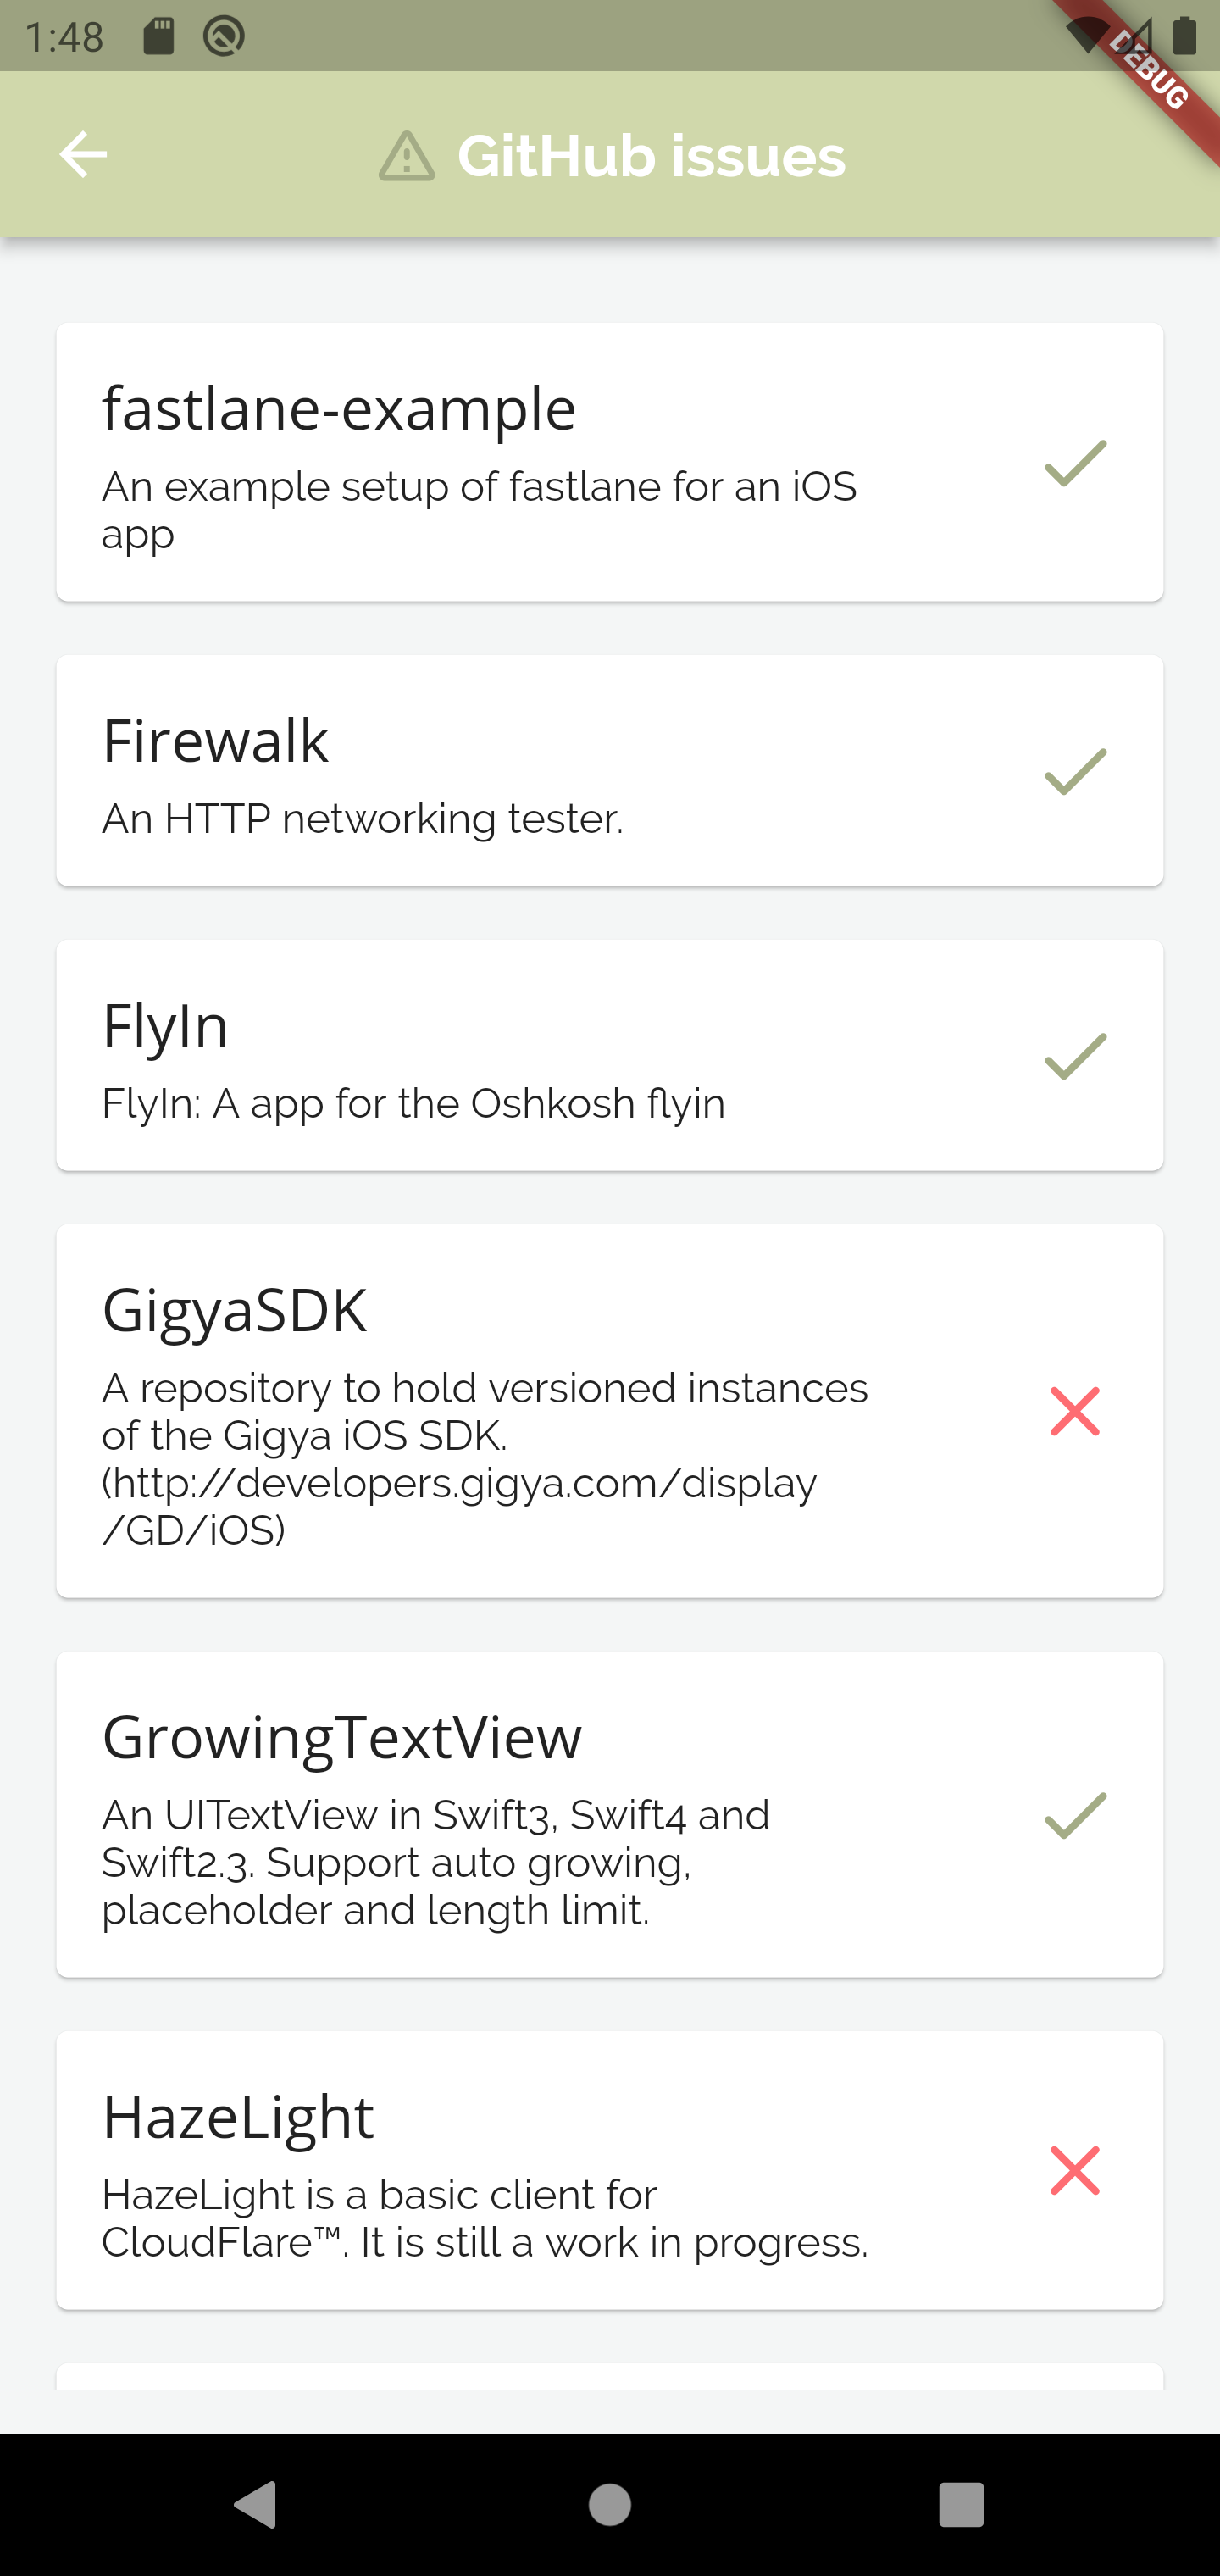 1:48
DEBUG
GitHub issues
fastlane-example
An example setup of fastlane for an iOS
app
Firewalk
An HTTP networking tester.
FlyIn
FlyIn: A app for the Oshkosh flyin
GigyaSDK
A repository to hold versioned instances
of the Gigya iOS SDK.
(http://developers.gigya.com/display
/GD/iOS)
GrowingTextView
An UITextView in Swift3, Swift4 and
Swift2.3. Support auto growing,
placeholder and length limit.
HazeLight
HazeLight is a basic client for
CloudFlare™. It is still a work in progress.